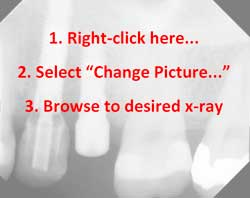 1. Right-click here...
2. Select “Change Picture...”
3. Browse to desired x-ray